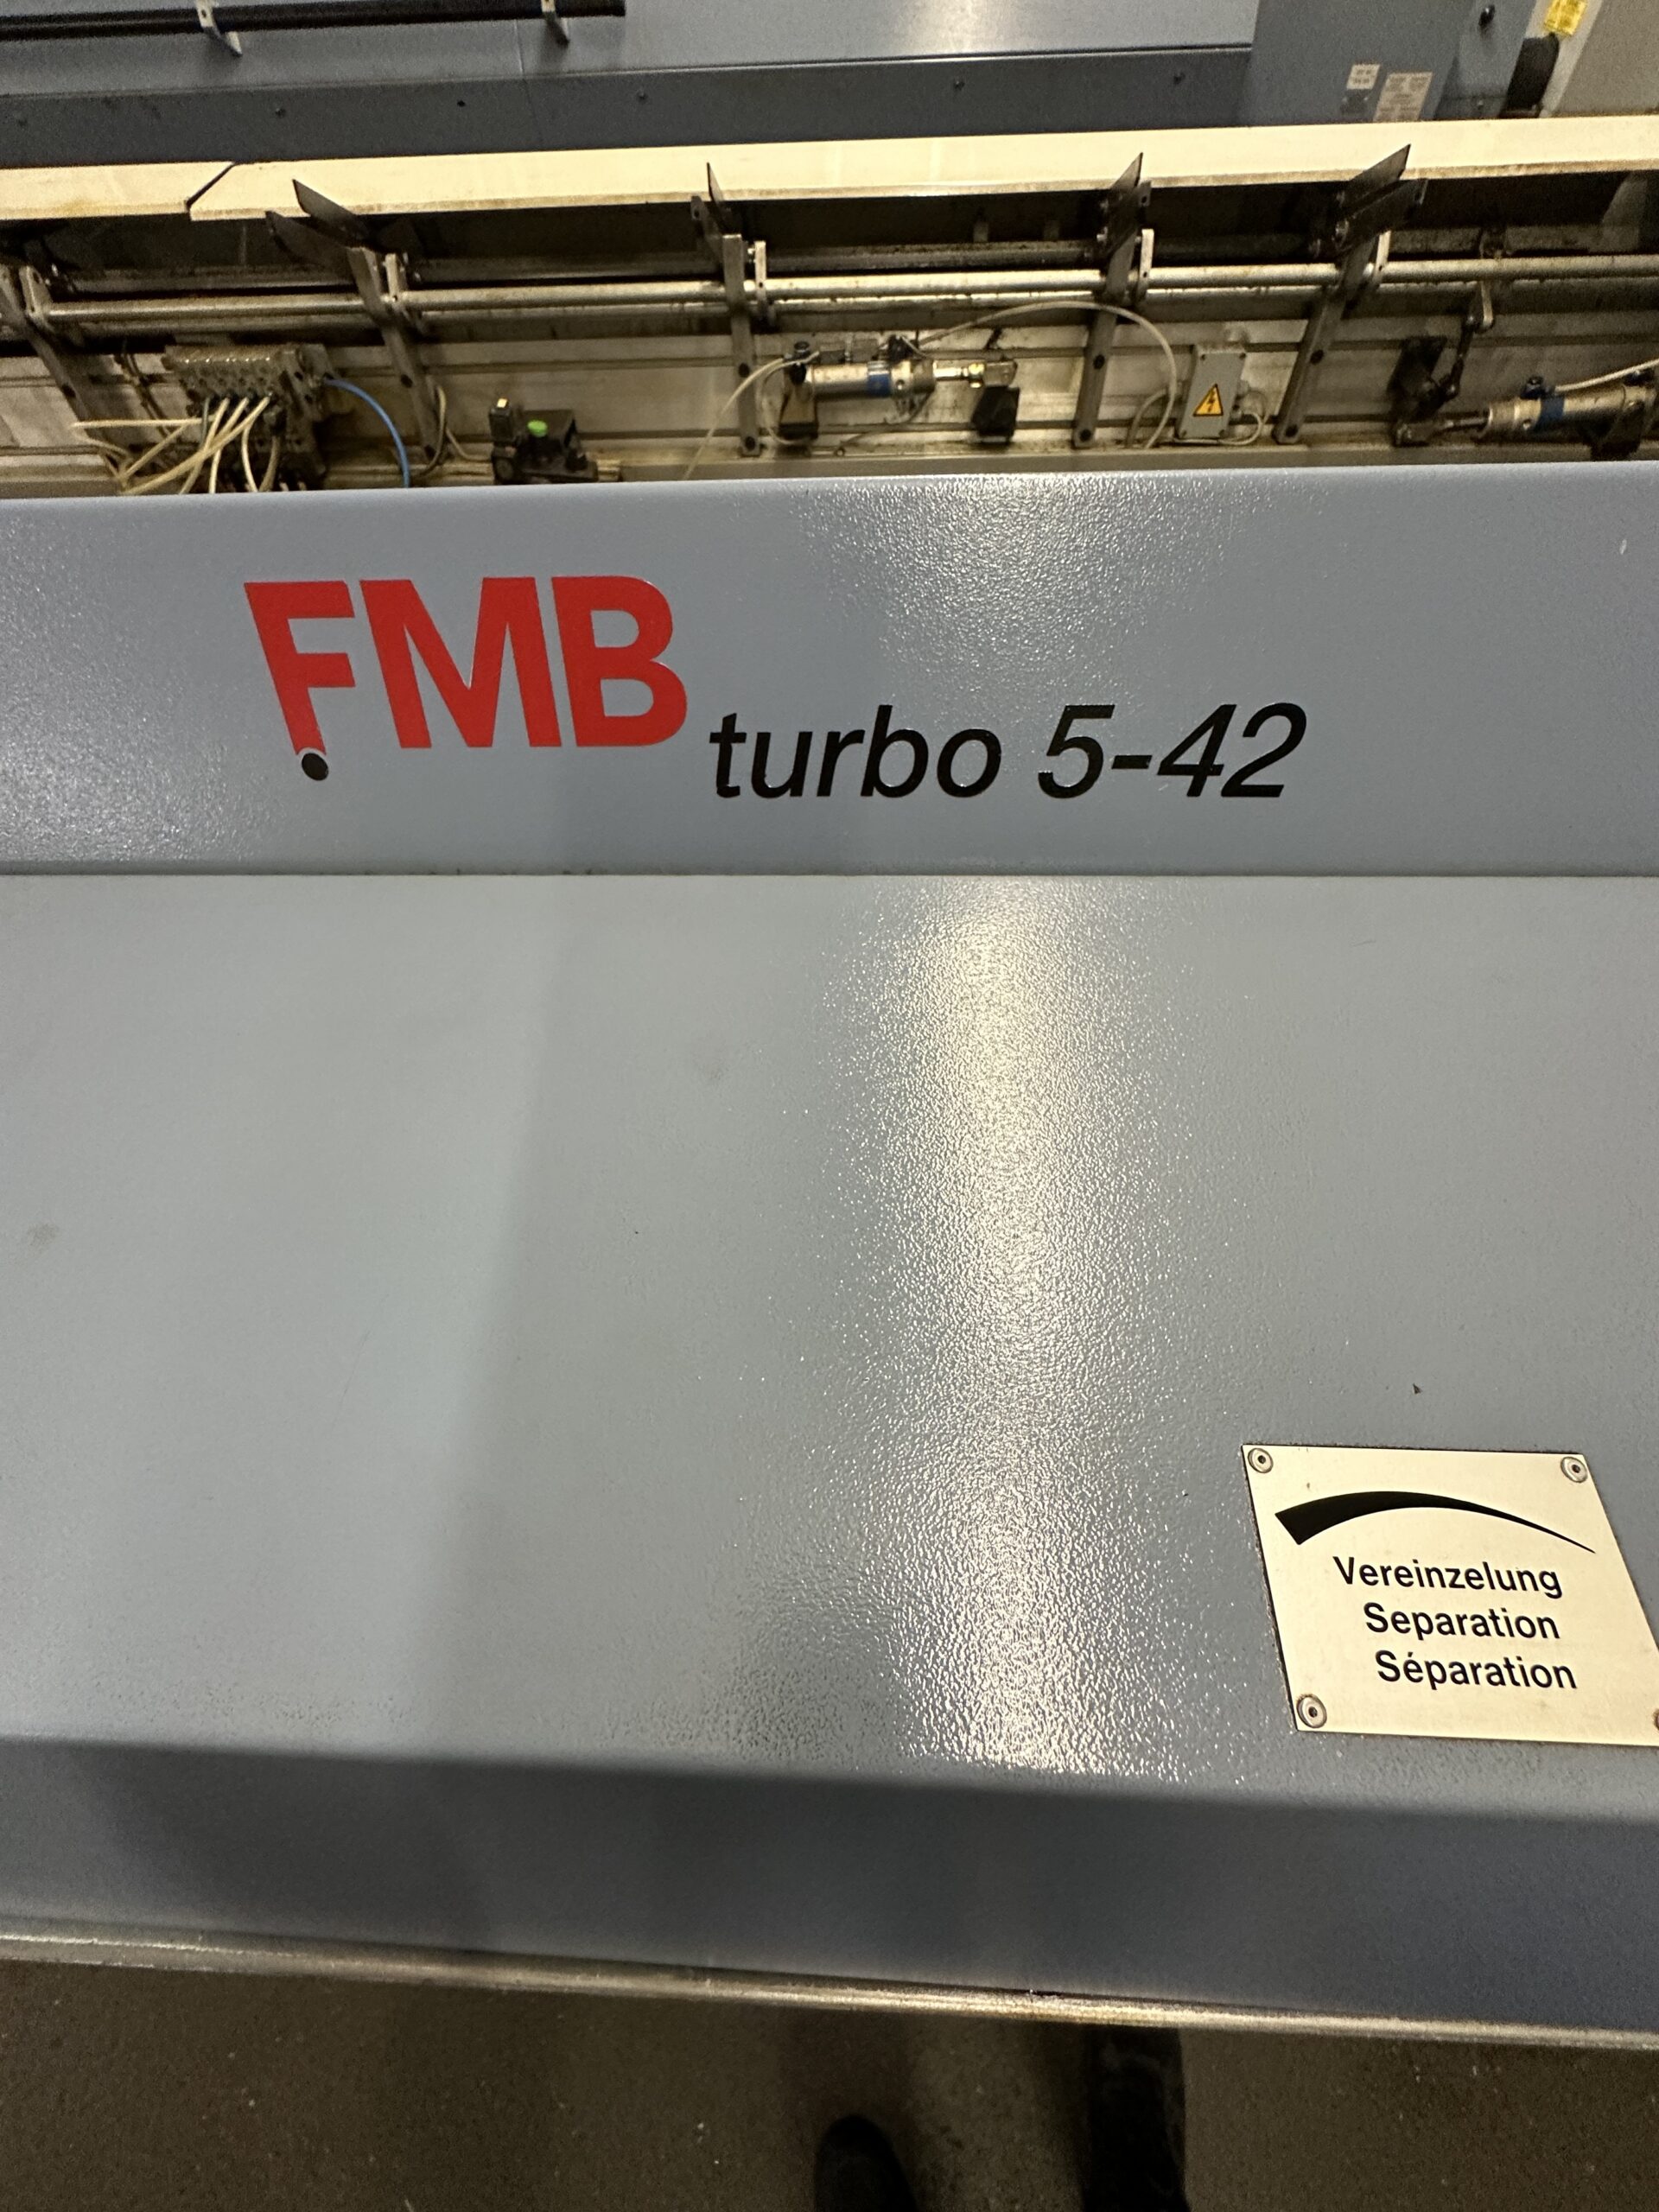 FMB turbo 5-42
Vereinzelung
Separation
Séparation